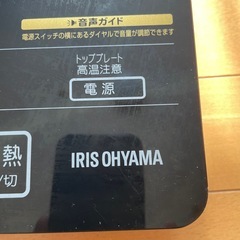 音声ガイド
電源スイッチの横にあるダイヤルで音量が調節できます
トッププレート
高温注意
電源
熱
/切
IRIS OHYAMA